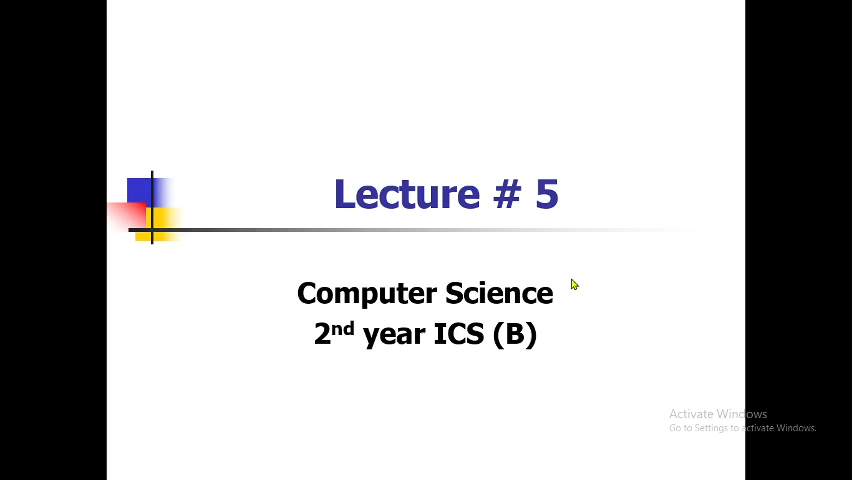 Lecture # 5
Computer Science
2nd year ICS (B)
Activate Windows
Go to Settings to activate Windows.